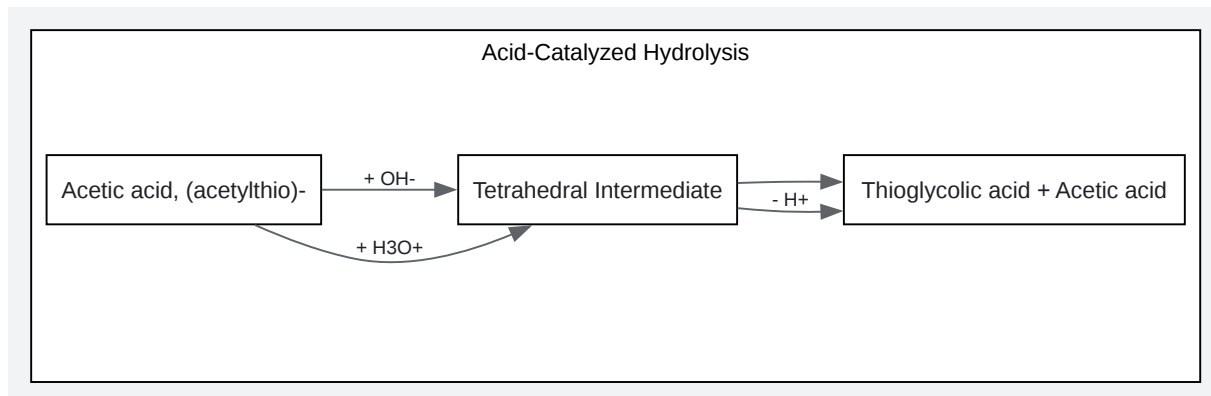 Acid-Catalyzed Hydrolysis
Acetic acid, (acetylthio)-
+ OH-
+ H3O+
Tetrahedral Intermediate
- H+
Thioglycolic acid + Acetic acid